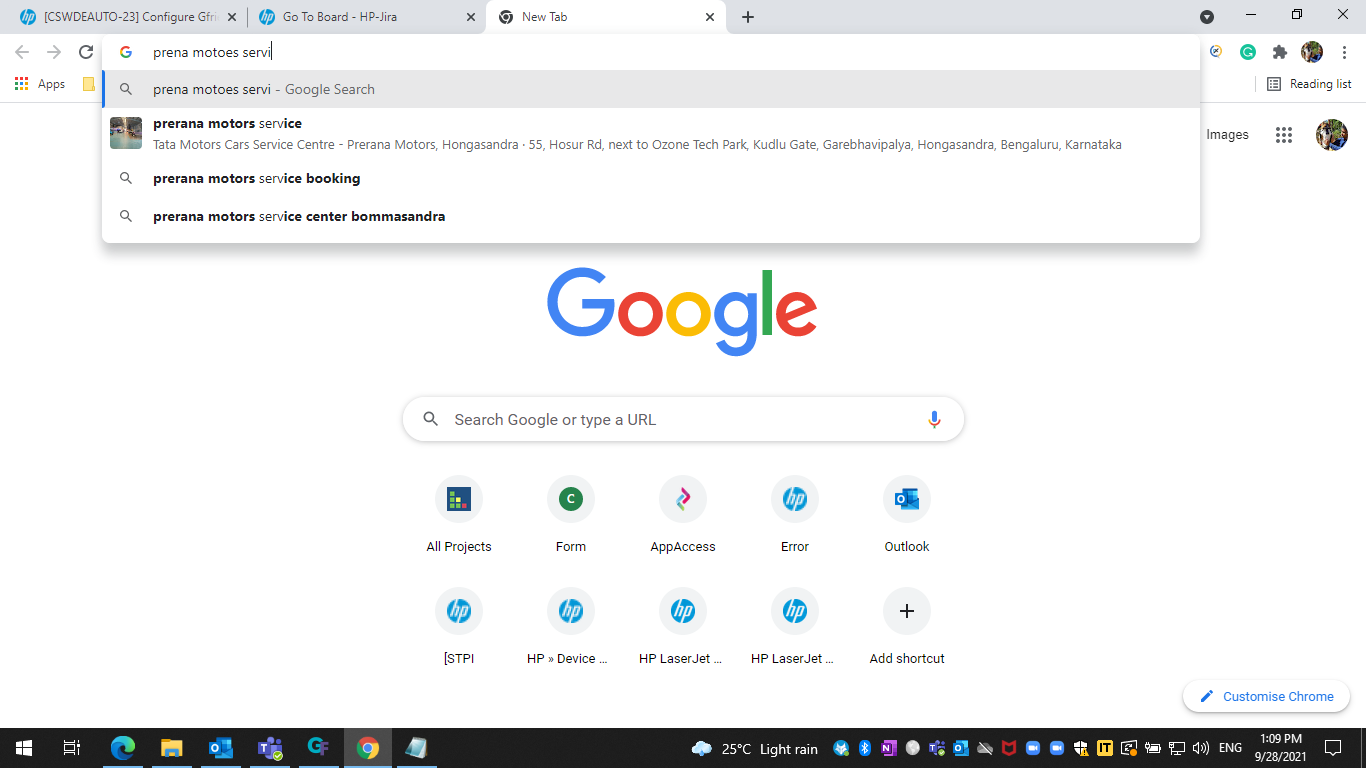 [CSWDEAUTO-23] Configure Gfri
Go To Board - HP-Jira
New Tab
prena motoes servi
Apps
Reading list
prena motoes servi - Google Search
prerana motors service
Tata Motors Cars Service Centre - Prerana Motors, Hongasandra · 55, Hosur Rd, next to Ozone Tech Park, Kudlu Gate, Garebhavipalya, Hongasandra, Bengaluru, Karnataka
prerana motors service booking
prerana motors service center bommasandra
Images
Google
Search Google or type a URL
All Projects
Form
AppAccess
Error
Outlook
[STPI
HP » Device ...
HP LaserJet ...
HP LaserJet ...
Add shortcut
Customise Chrome
25°C Light rain
ENG
1:09 PM
9/28/2021